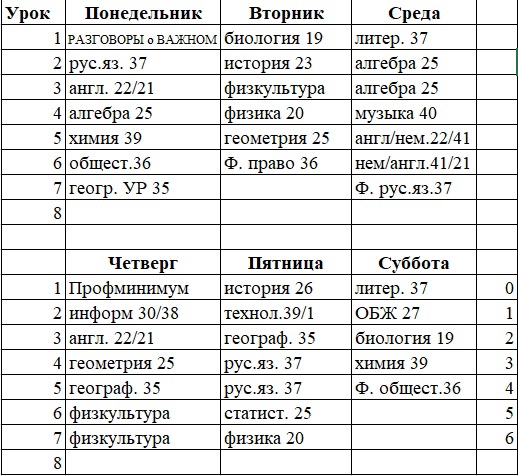 Урок Понедельник Вторник Среда
1 РАЗГОВОРЫ о ВАЖНОМ биология 19 литер. 37
2 рус.яз. 37 история 23 алгебра 25
3 англ. 22/21 физкультура алгебра 25
4 алгебра 25 физика 20 музыка 40
5 химия 39 геометрия 25 англ/нем.22/41
6 общест.36 Ф. право 36 нем/англ.41/21
7 геогр. УР 35 Ф. рус.яз.37
8
Четверг Пятница Суббота
1 Профминимум история 26 литер. 37 0
2 информ 30/38 технол.39/1 ОБЖ 27 1
3 англ. 22/21 географ. 35 биология 19 2
4 геометрия 25 рус.яз. 37 химия 39 3
5 географ. 35 рус.яз. 37 Ф. общест.36 4
6 физкультура статист. 25 5
7 физкультура физика 20 6
8